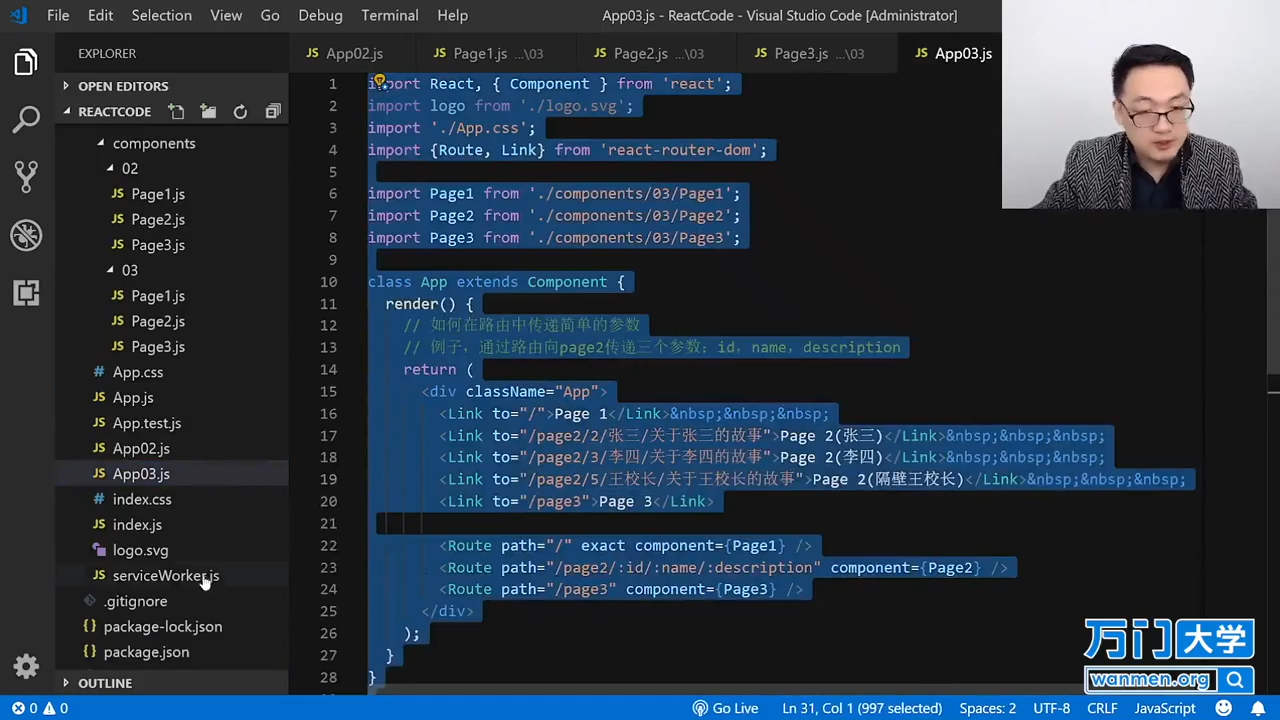 File Edit Selection View Go Debug Terminal Help App03.js - ReactCode - Visual Studio Code [Administrator]
EXPLORER
JS App02.js JS Page1.js ...\03 JS Page2.js ...\03 JS Page3.js ...\03 JS App03.js
OPEN EDITORS
REACTCODE
components
02
JS Page1.js
JS Page2.js
JS Page3.js
03
JS Page1.js
JS Page2.js
JS Page3.js
# App.css
JS App.js
JS App.test.js
JS App02.js
JS App03.js
# index.css
JS index.js
logo.svg
JS serviceWorker.js
.gitignore
{} package-lock.json
{} package.json
OUTLINE
1 import React, { Component } from 'react';
2 import logo from './logo.svg';
3 import './App.css';
4 import {Route, Link} from 'react-router-dom';
5
6 import Page1 from './components/03/Page1';
7 import Page2 from './components/03/Page2';
8 import Page3 from './components/03/Page3';
9
10 class App extends Component {
11 render() {
12 // 如何在路由中传递简单的参数
13 // 例子，通过路由向page2传递三个参数：id，name，description
14 return (
15 <div className="App">
16 <Link to="/">Page 1</Link>&nbsp;&nbsp;&nbsp;
17 <Link to="/page2/2/张三/关于张三的故事">Page 2(张三)</Link>&nbsp;&nbsp;&nbsp;
18 <Link to="/page2/3/李四/关于李四的故事">Page 2(李四)</Link>&nbsp;&nbsp;&nbsp;
19 <Link to="/page2/5/王校长/关于王校长的故事">Page 2(隔壁王校长)</Link>&nbsp;&nbsp;&nbsp;
20 <Link to="/page3">Page 3</Link>
21
22 <Route path="/" exact component={Page1} />
23 <Route path="/page2/:id/:name/:description" component={Page2} />
24 <Route path="/page3" component={Page3} />
25 </div>
26 );
27 }
28 }
万门大学
wanmen.org
0 0 Go Live Ln 31, Col 1 (997 selected) Spaces: 2 UTF-8 CRLF JavaScript